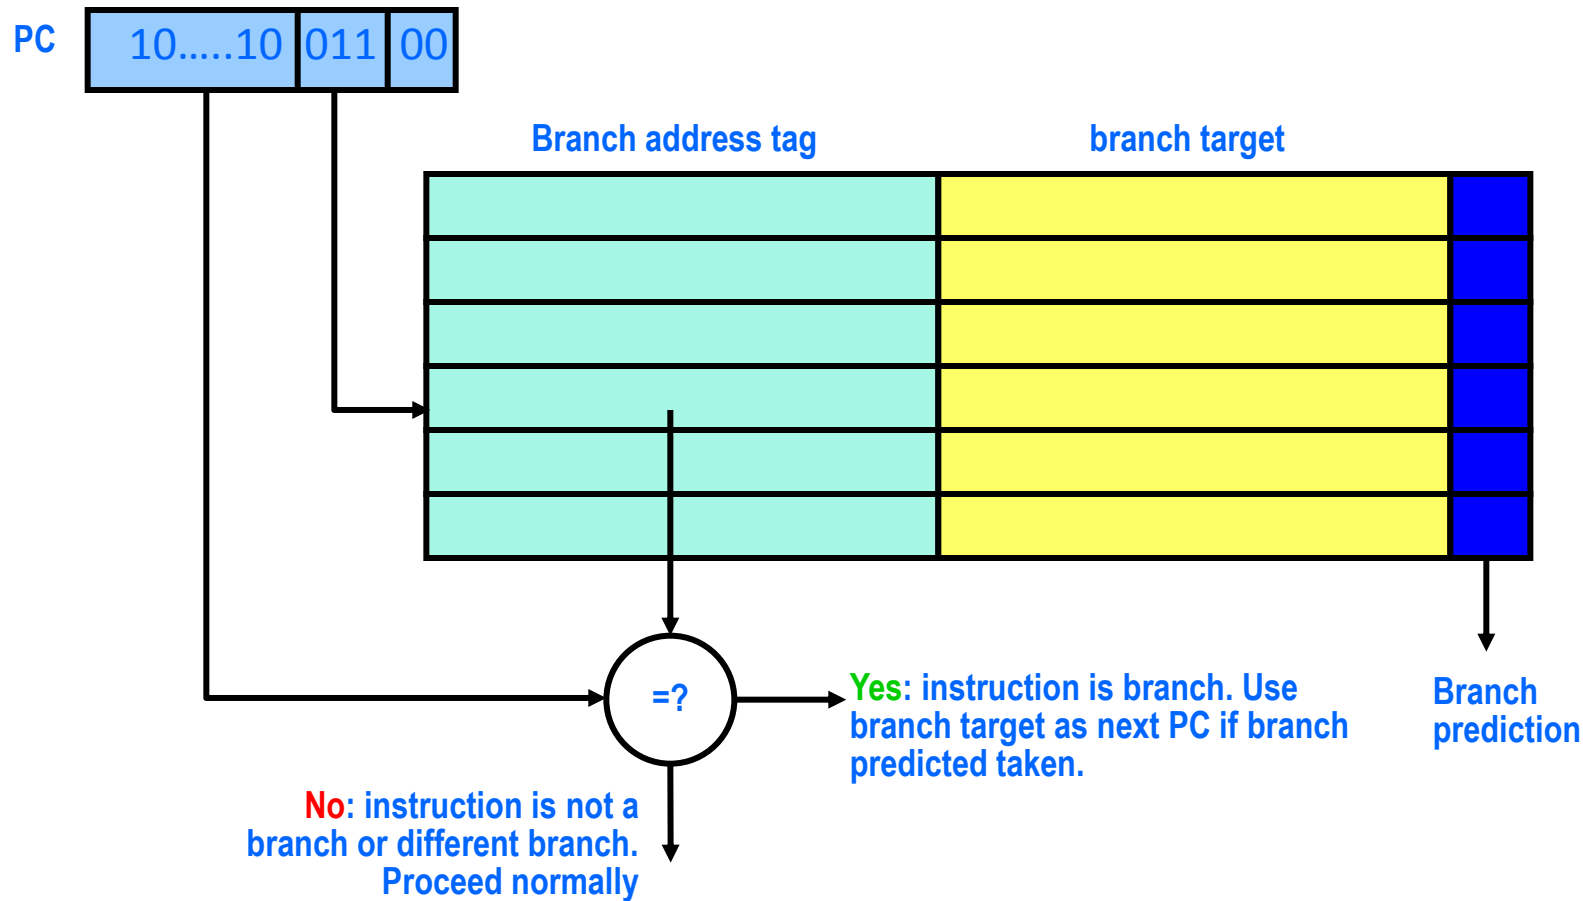 PC
10.....10 011 00
Branch address tag
branch target
=?
Yes: instruction is branch. Use
branch target as next PC if branch
predicted taken.
Branch
prediction
No: instruction is not a
branch or different branch.
Proceed normally